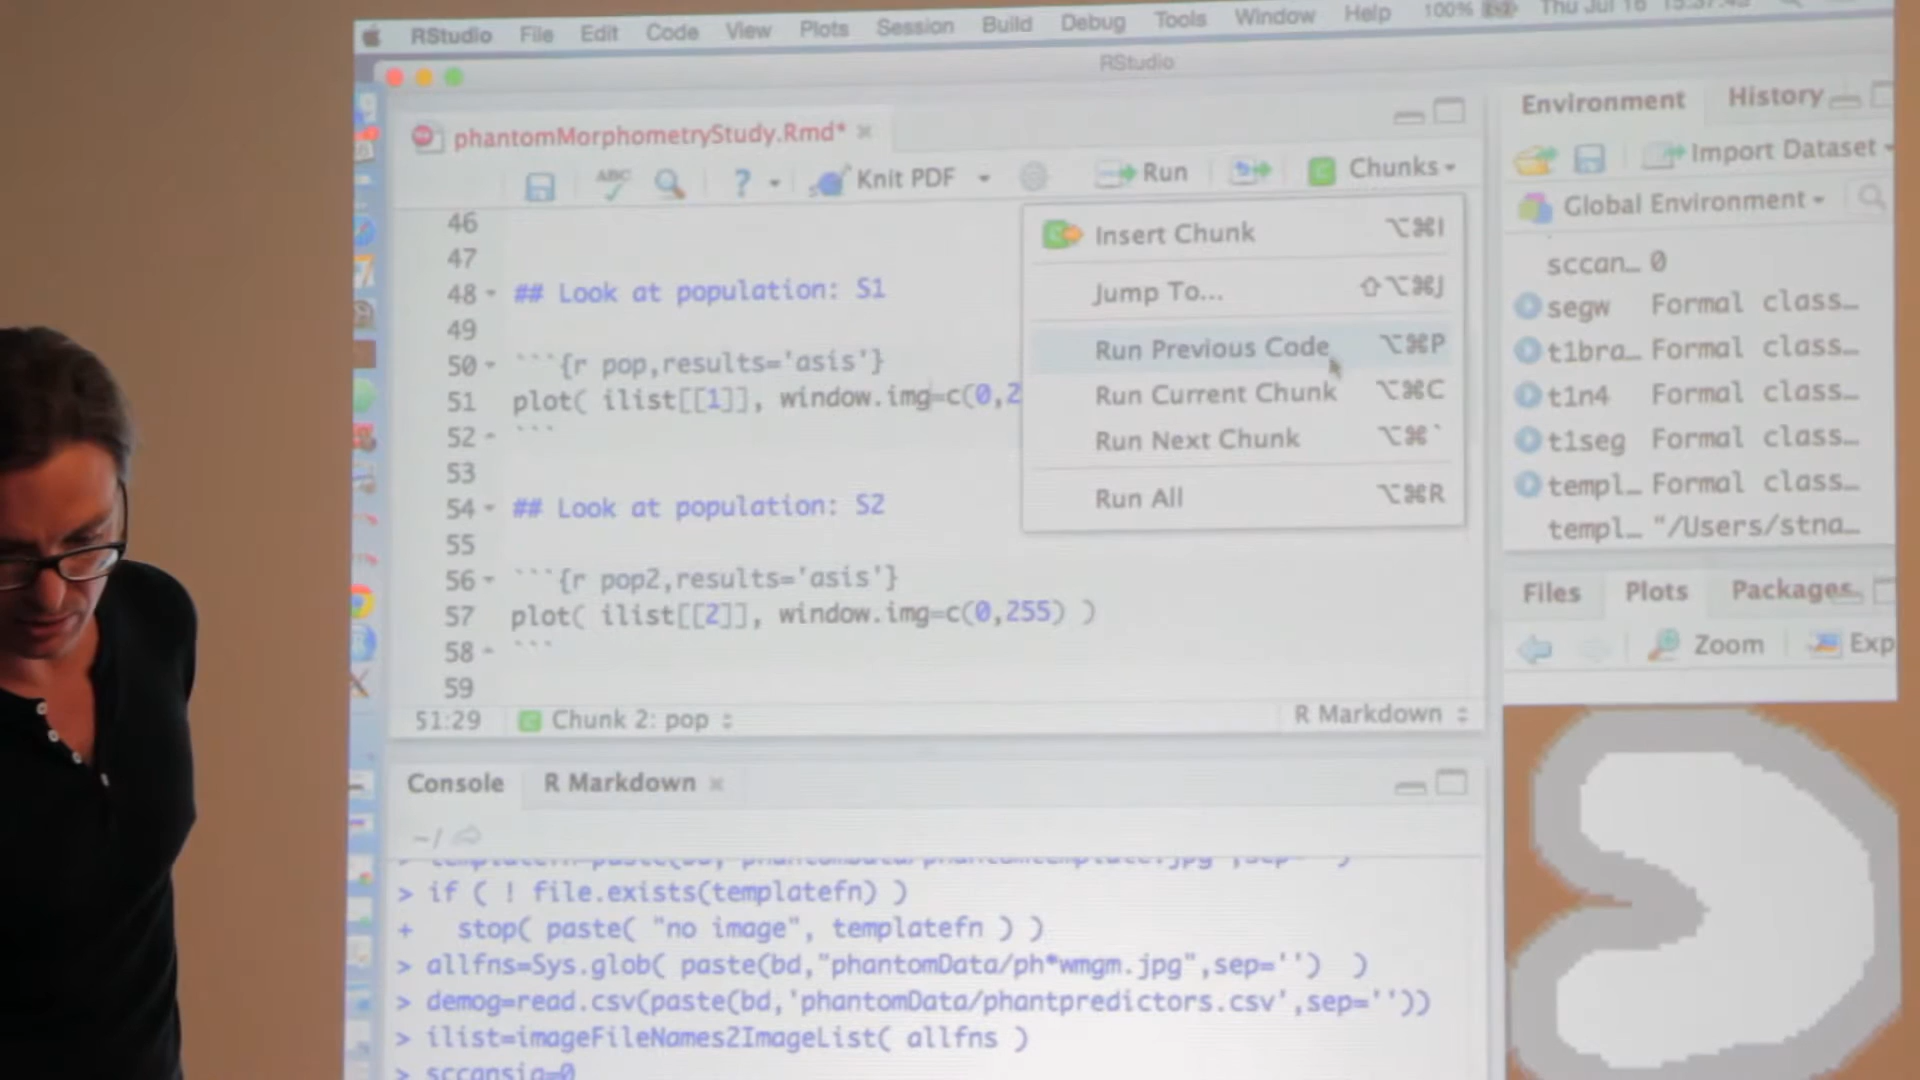 RStudio File Edit Code View Plots Session Build Debug Tools Window Help 100% Thu Jul 16
RStudio
phantomMorphometryStudy.Rmd*
ABC ? Knit PDF Run Chunks
46
47
48 ## Look at population: S1
49
50 ```{r pop,results='asis'}
51 plot( ilist[[1]], window.img=c(0,2
52 ```
53
54 ## Look at population: S2
55
56 ```{r pop2,results='asis'}
57 plot( ilist[[2]], window.img=c(0,255) )
58 ```
59
51:29 Chunk 2: pop R Markdown
Insert Chunk ⌥⌘I
Jump To... ⇧⌥⌘J
Run Previous Code ⌥⌘P
Run Current Chunk ⌥⌘C
Run Next Chunk ⌥⌘`
Run All ⌥⌘R
Console R Markdown
~/
> if ( ! file.exists(templatefn) )
+ stop( paste( "no image", templatefn ) )
> allfns=Sys.glob( paste(bd,"phantomData/ph*wmgm.jpg",sep='') )
> demog=read.csv(paste(bd,'phantomData/phantpredictors.csv',sep=''))
> ilist=imageFileNames2ImageList( allfns )
Environment History
Import Dataset
Global Environment
sccan… 0
segw Formal class…
t1bra… Formal class…
t1n4 Formal class…
t1seg Formal class…
templ… Formal class…
templ… "/Users/stna…
Files Plots Packages
Zoom Exp